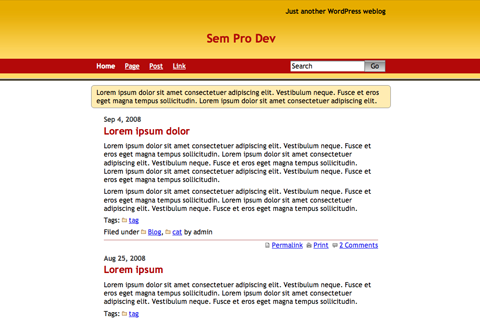 Just another WordPress weblog
Sem Pro Dev
Home Page Post Link Search Go
Lorem ipsum dolor sit amet consectetuer adipiscing elit. Vestibulum neque. Fusce et eros
eget magna tempus sollicitudin. Lorem ipsum dolor sit amet consectetuer adipiscing elit.
Sep 4, 2008
Lorem ipsum dolor
Lorem ipsum dolor sit amet consectetuer adipiscing elit. Vestibulum neque. Fusce et
eros eget magna tempus sollicitudin. Lorem ipsum dolor sit amet consectetuer
adipiscing elit. Vestibulum neque. Fusce et eros eget magna tempus sollicitudin.
Lorem ipsum dolor sit amet consectetuer adipiscing elit. Vestibulum neque. Fusce et
eros eget magna tempus sollicitudin.
Lorem ipsum dolor sit amet consectetuer adipiscing elit. Vestibulum neque. Fusce et
eros eget magna tempus sollicitudin. Lorem ipsum dolor sit amet consectetuer
adipiscing elit. Vestibulum neque. Fusce et eros eget magna tempus sollicitudin.
Tags: tag
Filed under Blog, cat by admin
Permalink Print 2 Comments
Aug 25, 2008
Lorem ipsum
Lorem ipsum dolor sit amet consectetuer adipiscing elit. Vestibulum neque. Fusce et
eros eget magna tempus sollicitudin. Lorem ipsum dolor sit amet consectetuer
adipiscing elit. Vestibulum neque. Fusce et eros eget magna tempus sollicitudin.
Tags: tag